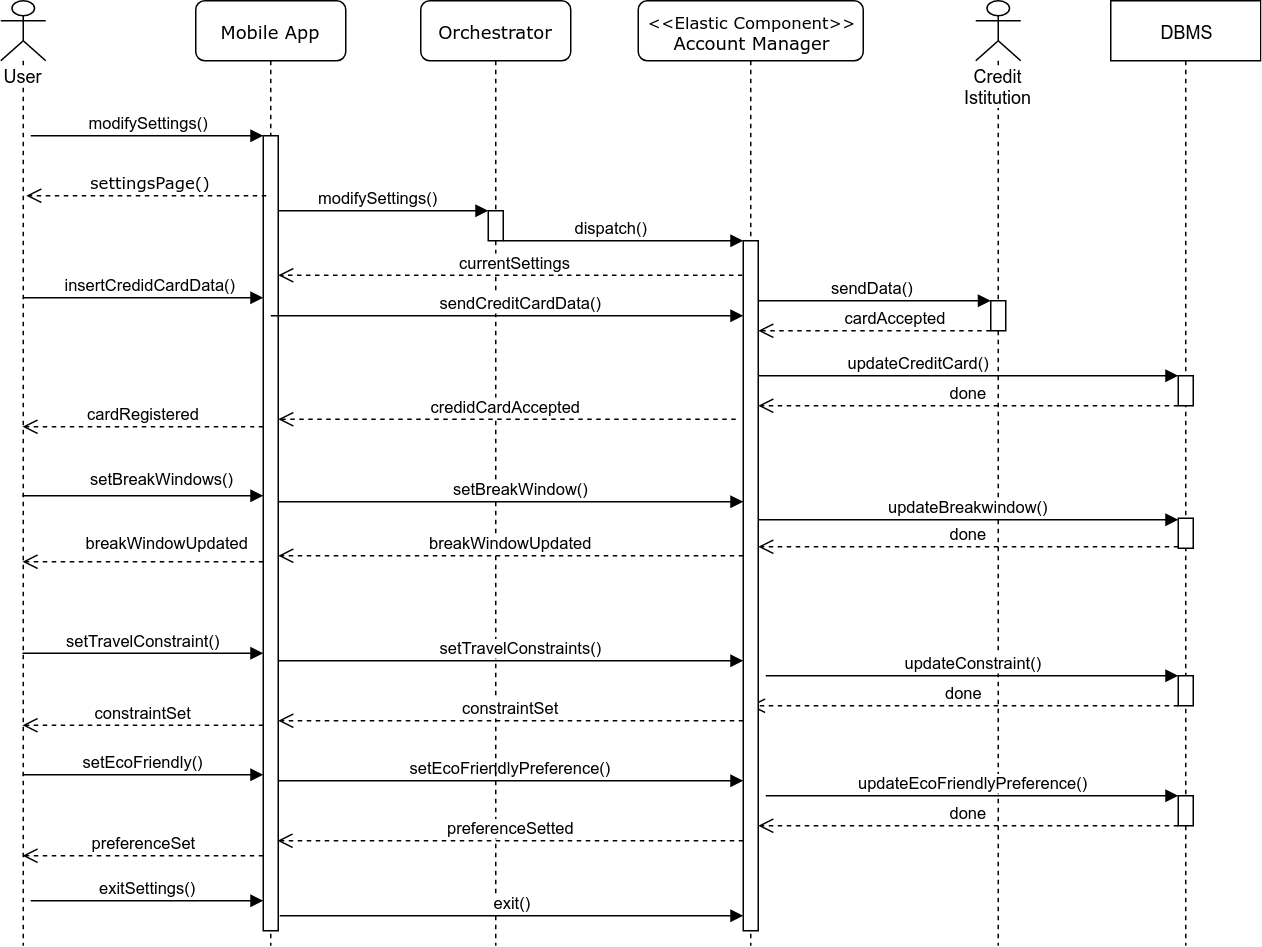 User
Mobile App
Orchestrator
<<Elastic Component>>
Account Manager
Credit
Istitution
DBMS
modifySettings()
settingsPage()
modifySettings()
dispatch()
currentSettings
insertCredidCardData()
sendCreditCardData()
sendData()
cardAccepted
updateCreditCard()
done
credidCardAccepted
cardRegistered
setBreakWindows()
setBreakWindow()
updateBreakwindow()
done
breakWindowUpdated
breakWindowUpdated
setTravelConstraint()
setTravelConstraints()
updateConstraint()
done
constraintSet
constraintSet
setEcoFriendly()
setEcoFriendlyPreference()
updateEcoFriendlyPreference()
done
preferenceSetted
preferenceSet
exitSettings()
exit()